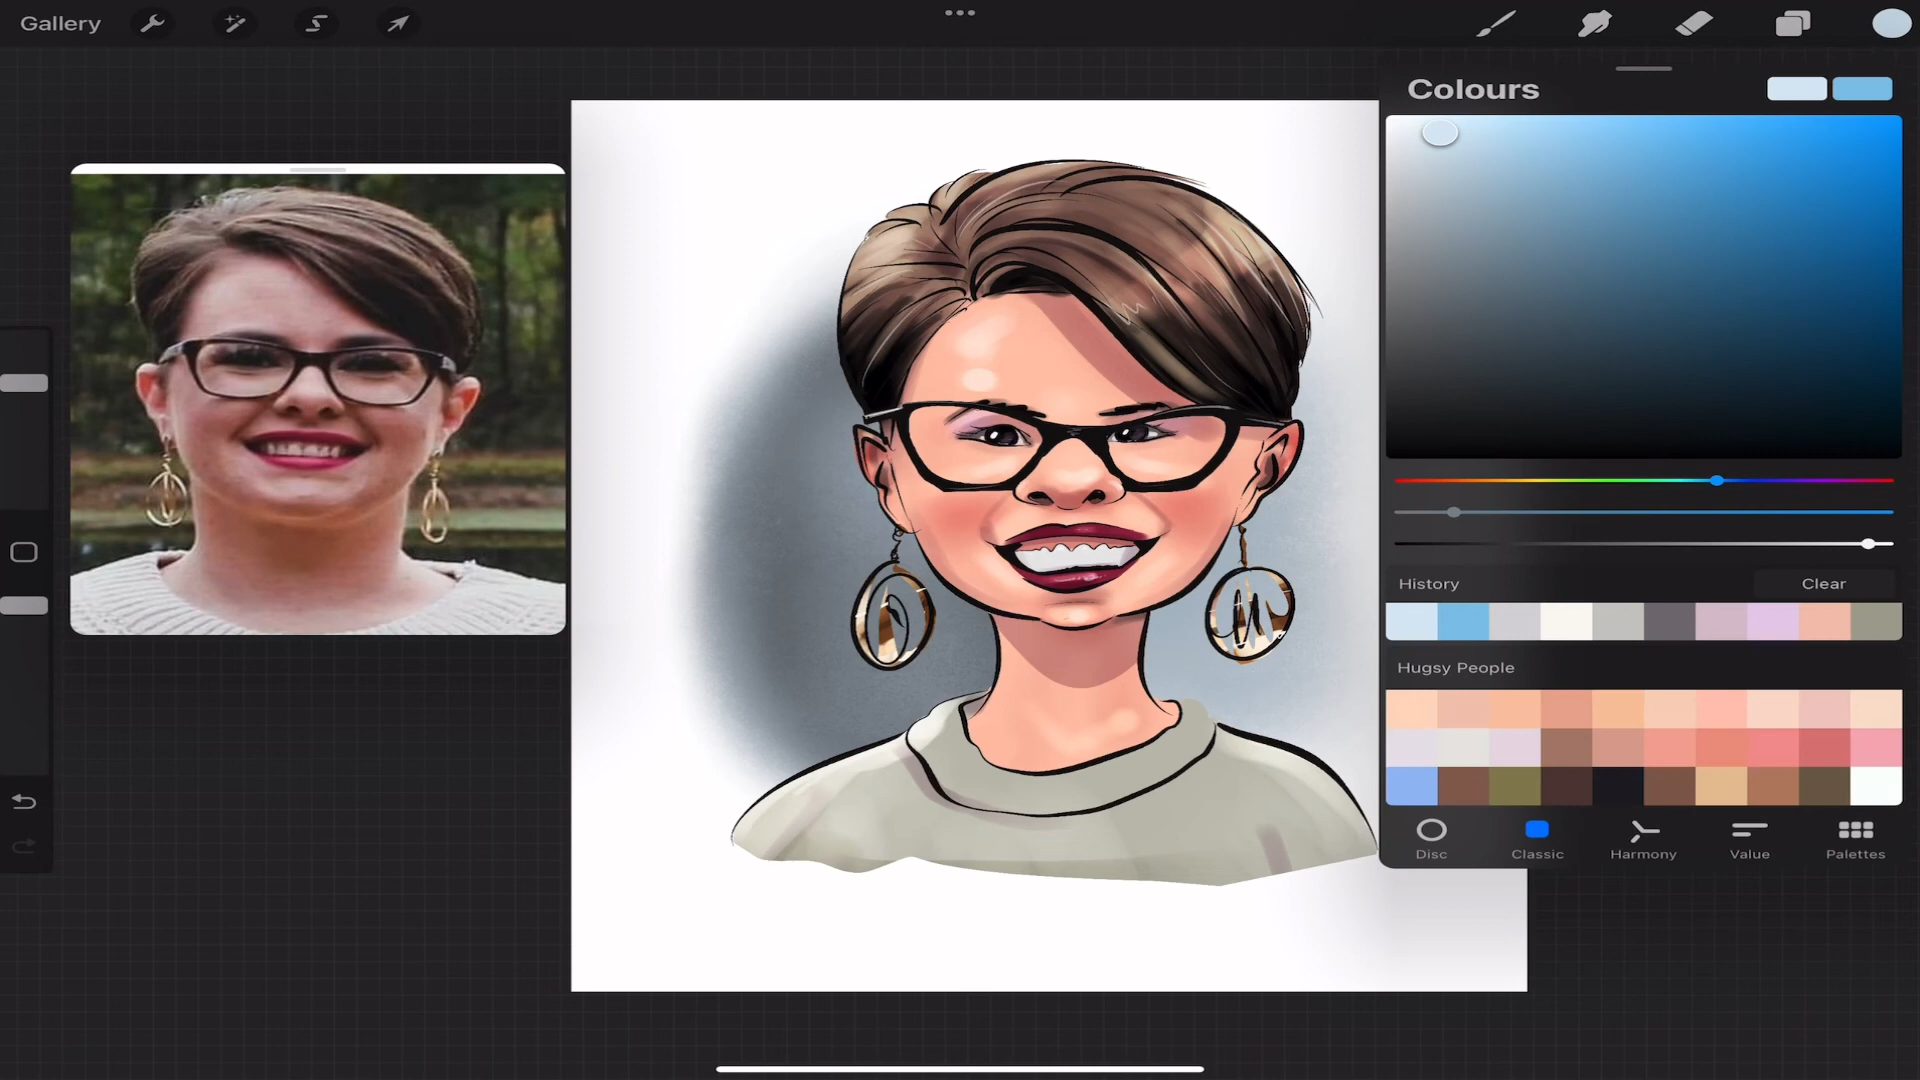 Gallery
Colours
History
Clear
Hugsy People
Disc
Classic
Harmony
Value
Palettes